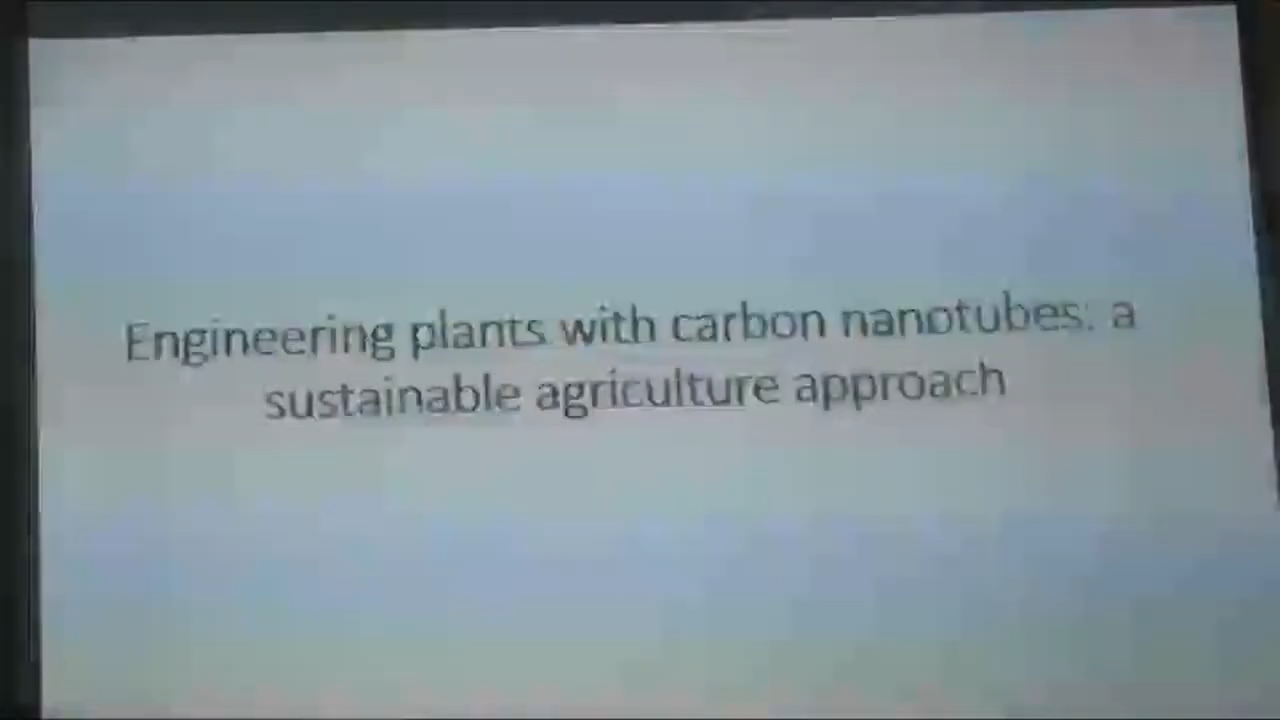 Engineering plants with carbon nanotubes: a
sustainable agriculture approach